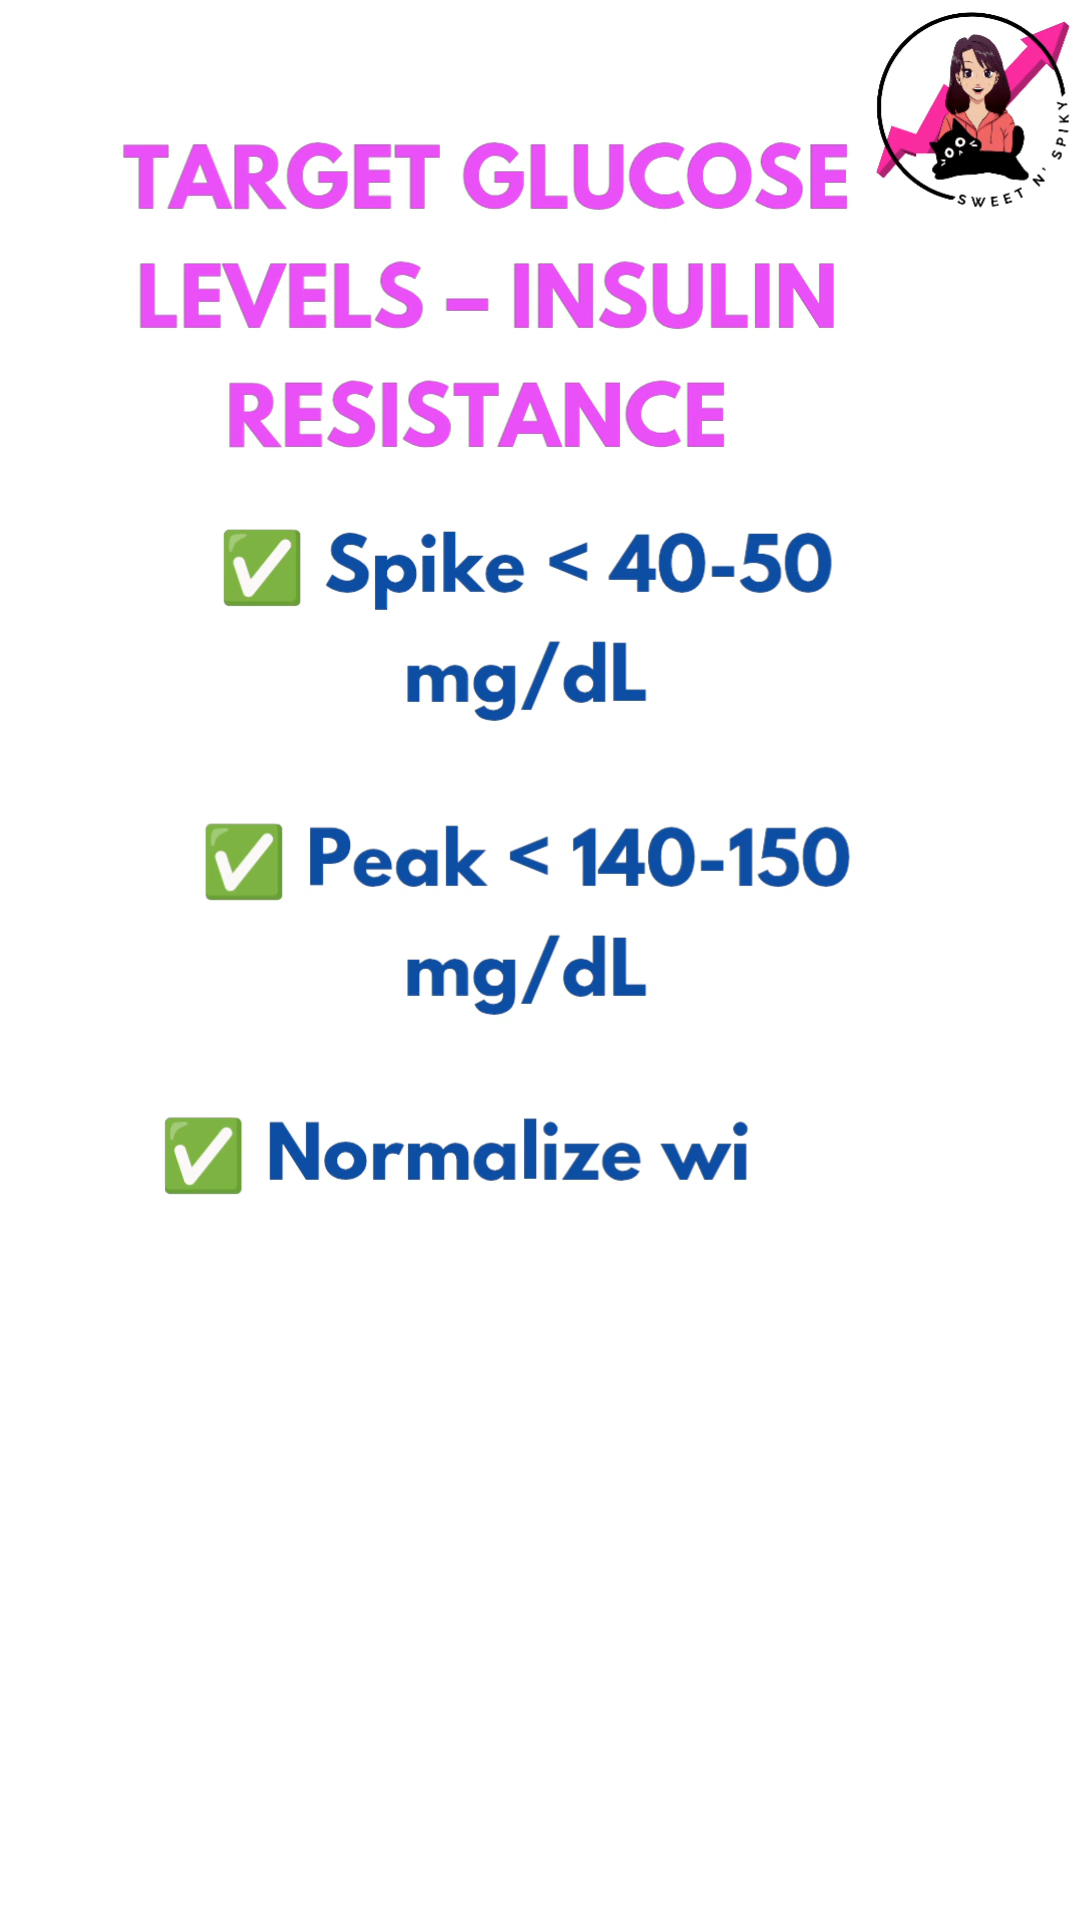 SWEET N' SPIKY
TARGET GLUCOSE
LEVELS – INSULIN
RESISTANCE
✅ Spike < 40-50
mg/dL
✅ Peak < 140-150
mg/dL
✅ Normalize wi